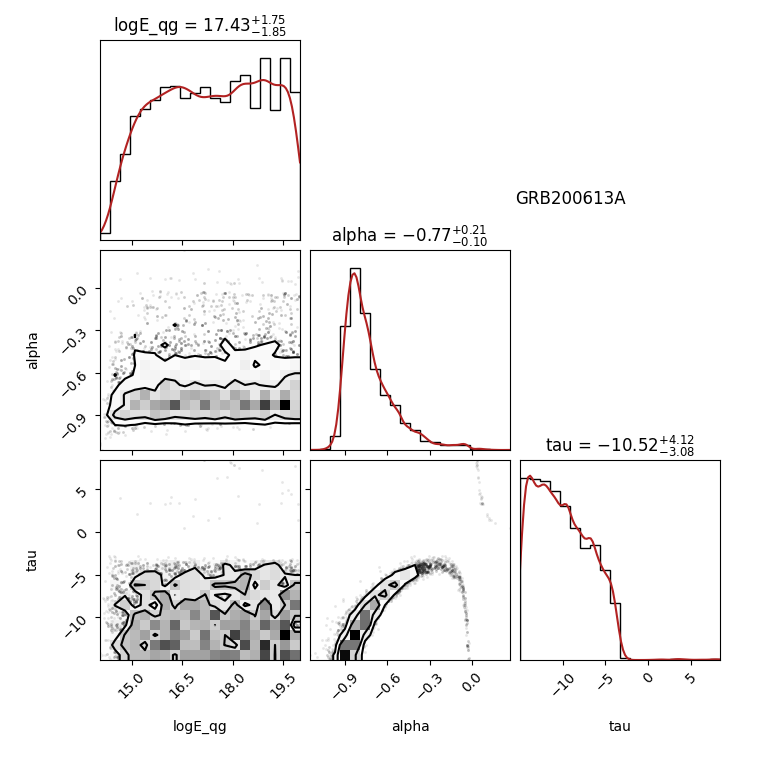 logE_qg = 17.43+1.75−1.85
GRB200613A
alpha = −0.77+0.21−0.10
alpha
0.0
−0.3
−0.6
−0.9
tau = −10.52+4.12−3.08
tau
5
0
−5
−10
15.0 16.5 18.0 19.5
−0.9 −0.6 −0.3 0.0
−10 −5 0 5
logE_qg alpha tau